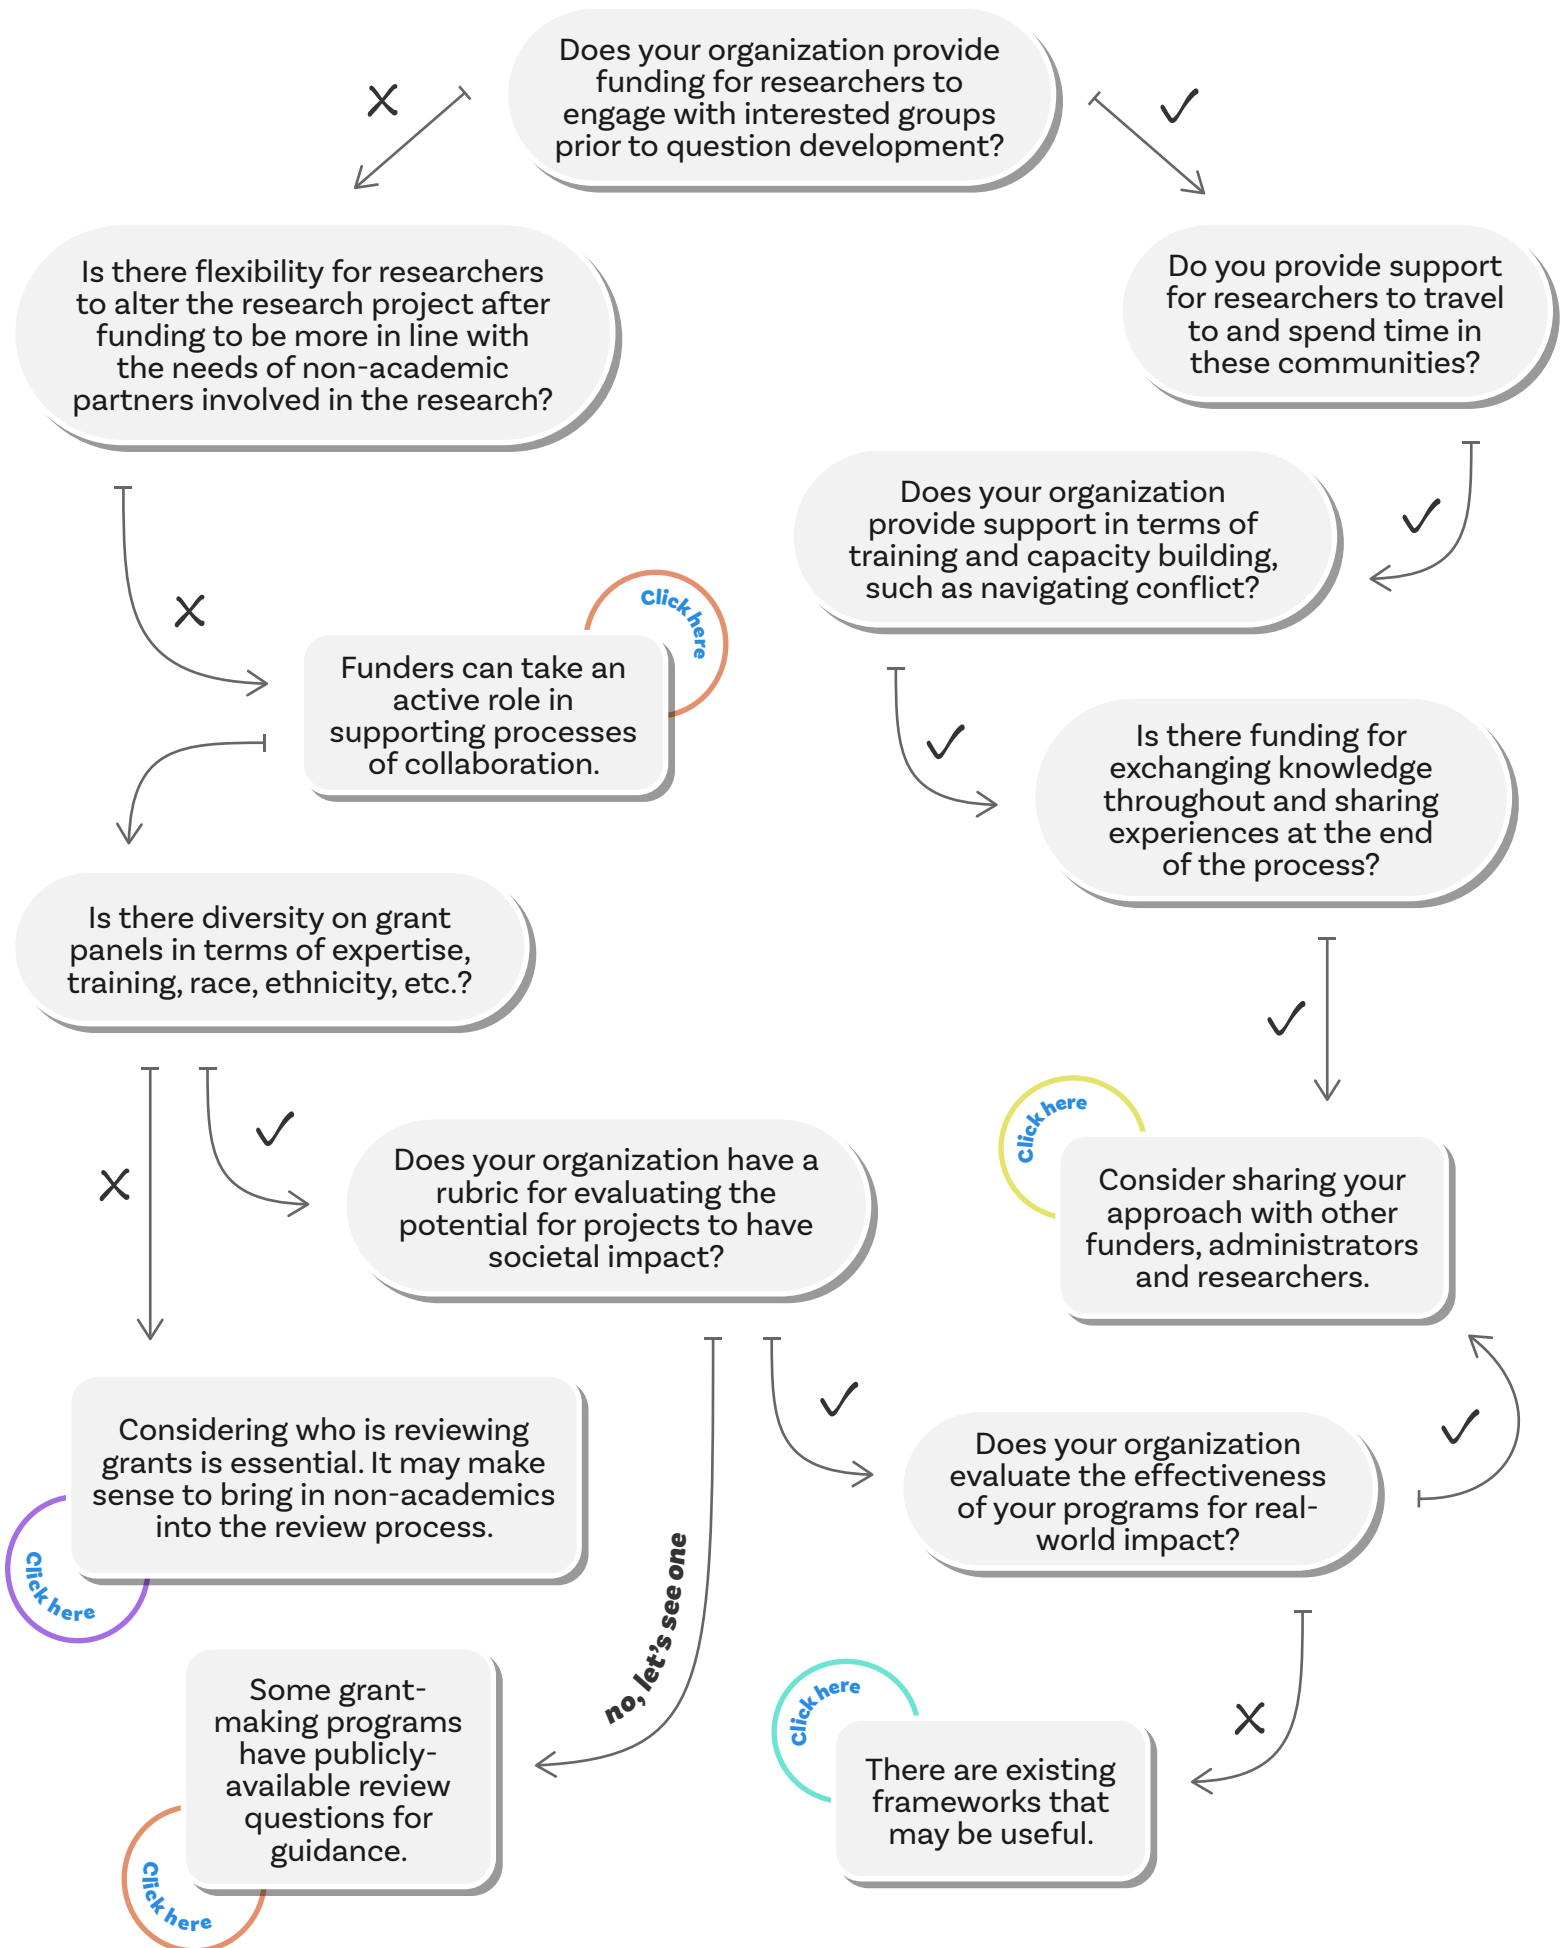 Does your organization provide
funding for researchers to
engage with interested groups
prior to question development?
Is there flexibility for researchers
to alter the research project after
funding to be more in line with
the needs of non-academic
partners involved in the research?
Do you provide support
for researchers to travel
to and spend time in
these communities?
Does your organization
provide support in terms of
training and capacity building,
such as navigating conflict?
Click here
Funders can take an
active role in
supporting processes
of collaboration.
Is there funding for
exchanging knowledge
throughout and sharing
experiences at the end
of the process?
Is there diversity on grant
panels in terms of expertise,
training, race, ethnicity, etc.?
Click here
Consider sharing your
approach with other
funders, administrators
and researchers.
Does your organization have a
rubric for evaluating the
potential for projects to have
societal impact?
Considering who is reviewing
grants is essential. It may make
sense to bring in non-academics
into the review process.
Click here
Does your organization
evaluate the effectiveness
of your programs for real-
world impact?
no, let's see one
Some grant-
making programs
have publicly-
available review
questions for
guidance.
Click here
Click here
There are existing
frameworks that
may be useful.